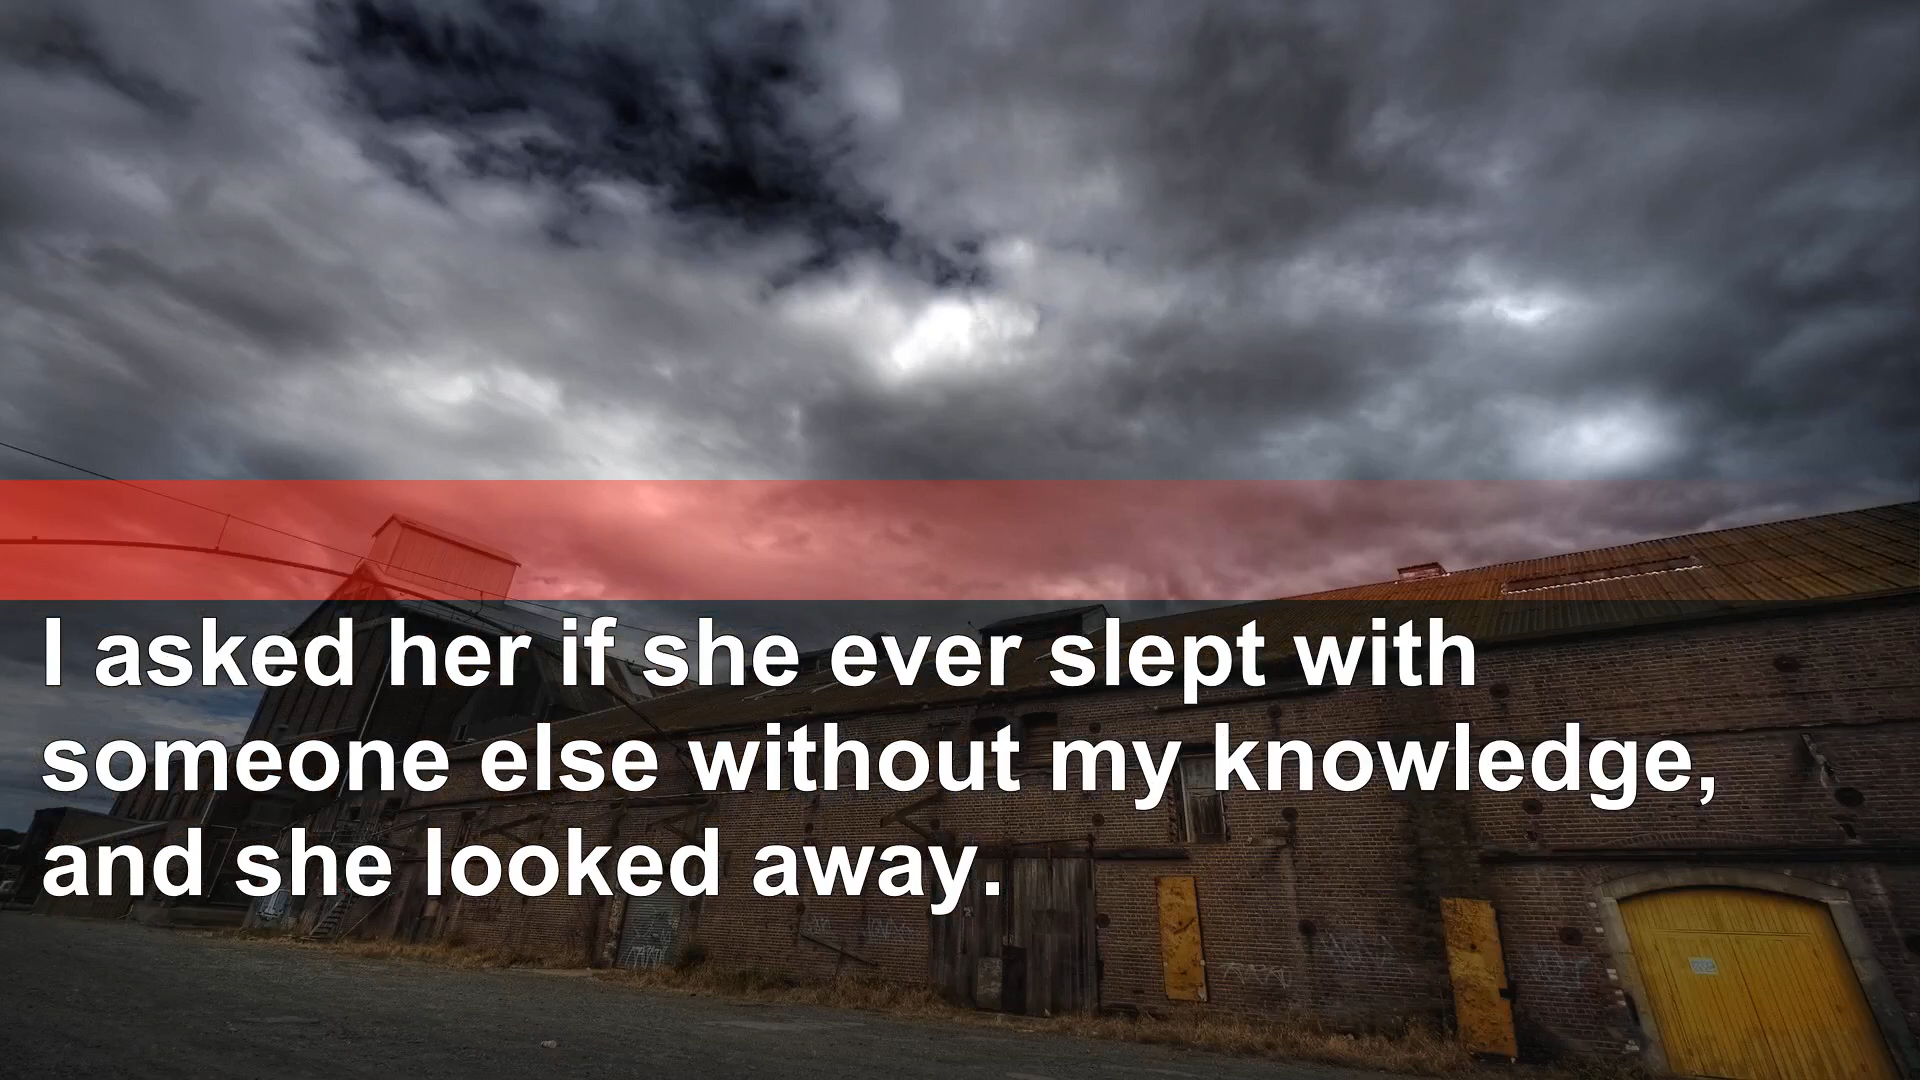 I asked her if she ever slept with
someone else without my knowledge,
and she looked away.